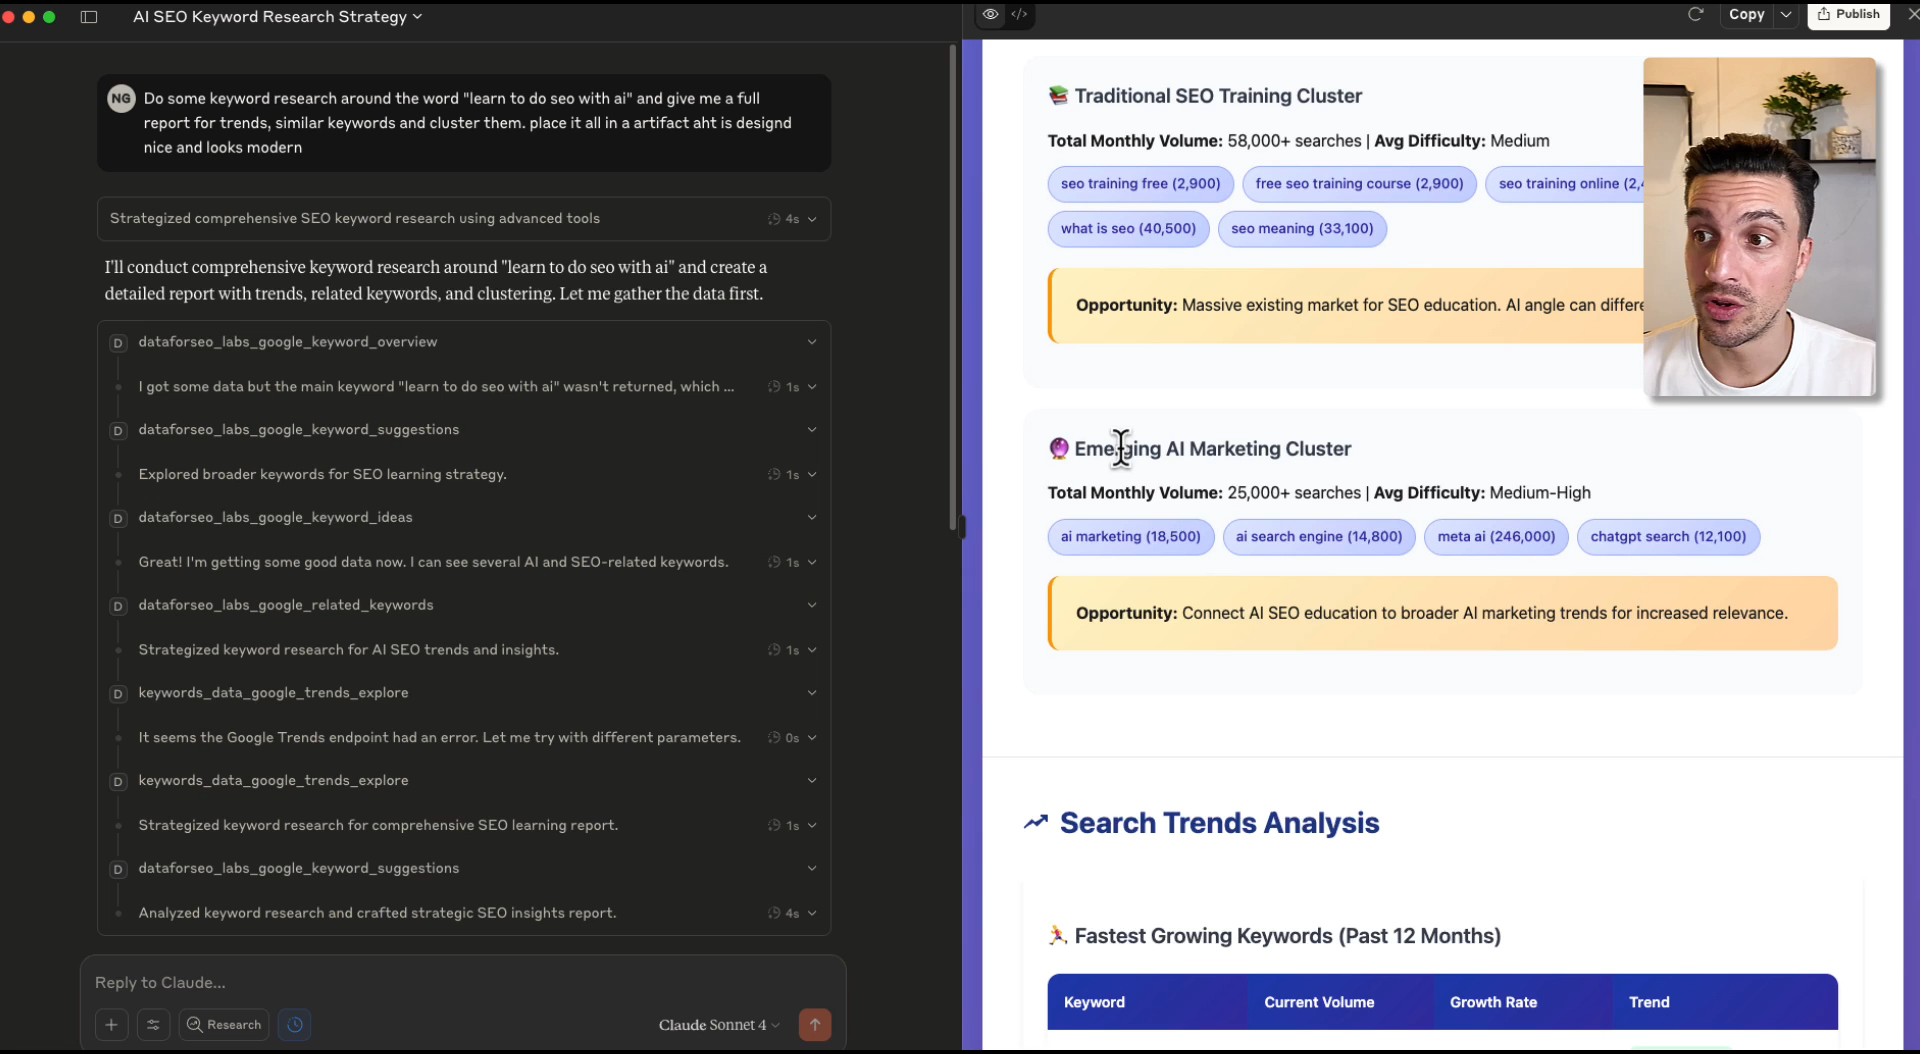 AI SEO Keyword Research Strategy
NG
Do some keyword research around the word "learn to do seo with ai" and give me a full
report for trends, similar keywords and cluster them. place it all in a artifact aht is designd
nice and looks modern
Strategized comprehensive SEO keyword research using advanced tools
4s
I'll conduct comprehensive keyword research around "learn to do seo with ai" and create a
detailed report with trends, related keywords, and clustering. Let me gather the data first.
D dataforseo_labs_google_keyword_overview
I got some data but the main keyword "learn to do seo with ai" wasn't returned, which ... 1s
D dataforseo_labs_google_keyword_suggestions
Explored broader keywords for SEO learning strategy. 1s
D dataforseo_labs_google_keyword_ideas
Great! I'm getting some good data now. I can see several AI and SEO-related keywords. 1s
D dataforseo_labs_google_related_keywords
Strategized keyword research for AI SEO trends and insights. 1s
D keywords_data_google_trends_explore
It seems the Google Trends endpoint had an error. Let me try with different parameters. 0s
D keywords_data_google_trends_explore
Strategized keyword research for comprehensive SEO learning report. 1s
D dataforseo_labs_google_keyword_suggestions
Analyzed keyword research and crafted strategic SEO insights report. 4s
Reply to Claude...
Research
Claude Sonnet 4
Copy
Publish
Traditional SEO Training Cluster
Total Monthly Volume: 58,000+ searches | Avg Difficulty: Medium
seo training free (2,900)
free seo training course (2,900)
seo training online (2,4
what is seo (40,500)
seo meaning (33,100)
Opportunity: Massive existing market for SEO education. AI angle can differe
Emerging AI Marketing Cluster
Total Monthly Volume: 25,000+ searches | Avg Difficulty: Medium-High
ai marketing (18,500)
ai search engine (14,800)
meta ai (246,000)
chatgpt search (12,100)
Opportunity: Connect AI SEO education to broader AI marketing trends for increased relevance.
Search Trends Analysis
Fastest Growing Keywords (Past 12 Months)
Keyword
Current Volume
Growth Rate
Trend